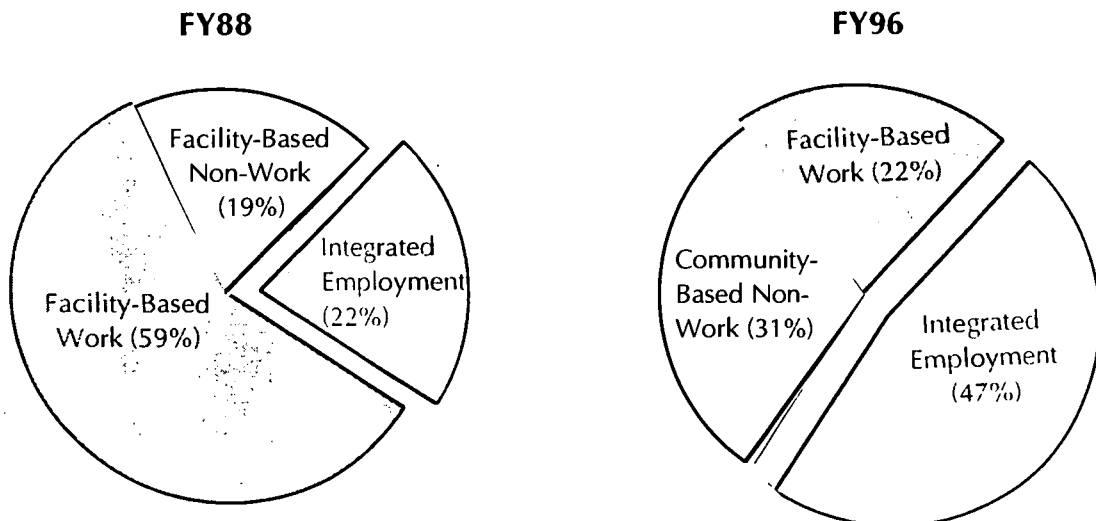 FY88
Facility-Based
Non-Work
(19%)
Integrated
Employment
(22%)
Facility-Based
Work (59%)
FY96
Facility-Based
Work (22%)
Community-
Based Non-
Work (31%)
Integrated
Employment
(47%)